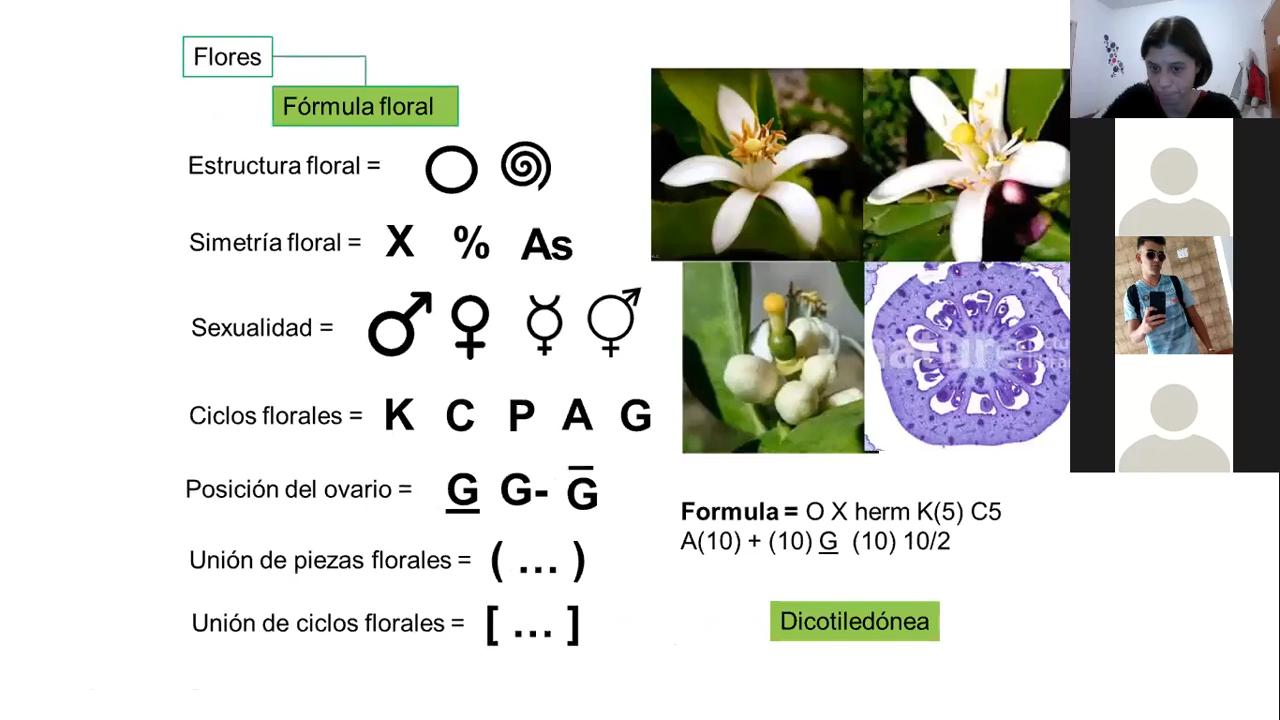 Flores
Fórmula floral
Estructura floral =
Simetría floral = X % As
Sexualidad = ♂ ♀ ☿ ⚥
Ciclos florales = K C P A G
Posición del ovario = G G- G
Unión de piezas florales = ( ... )
Unión de ciclos florales = [ ... ]
Formula = O X herm K(5) C5
A(10) + (10) G (10) 10/2
Dicotiledónea